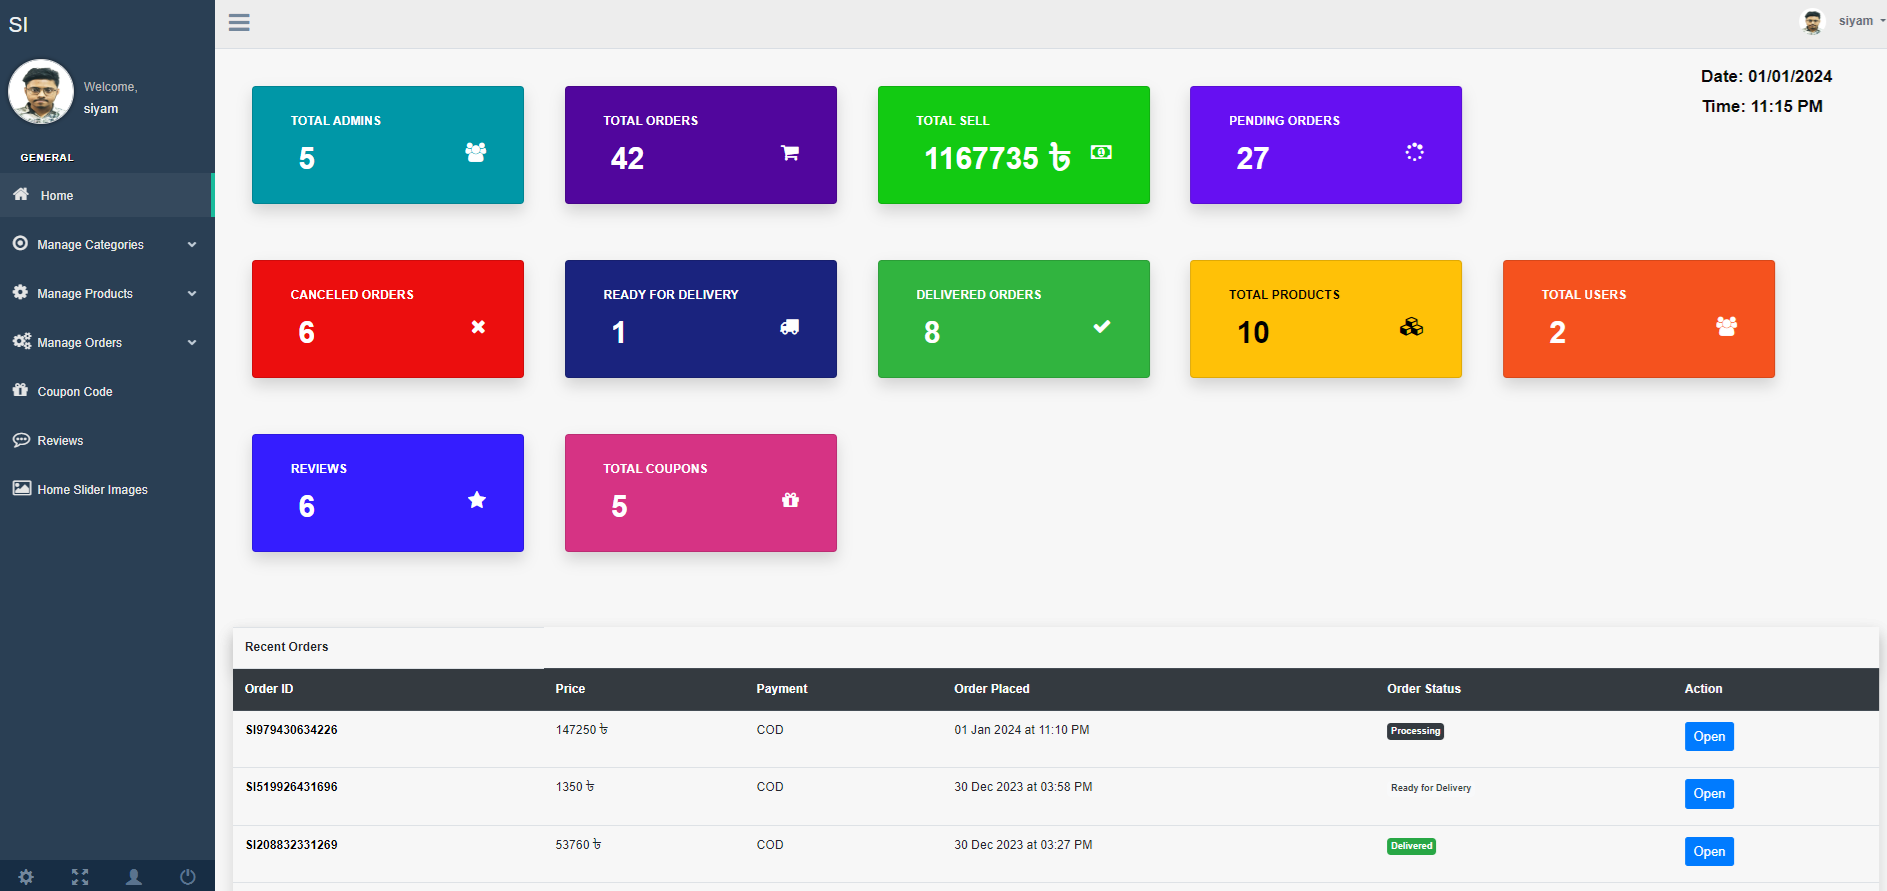 SI
siyam
Welcome,
siyam
GENERAL
Home
Manage Categories
Manage Products
Manage Orders
Coupon Code
Reviews
Home Slider Images
Date: 01/01/2024
Time: 11:15 PM
TOTAL ADMINS
5
TOTAL ORDERS
42
TOTAL SELL
1167735 ৳
PENDING ORDERS
27
CANCELED ORDERS
6
READY FOR DELIVERY
1
DELIVERED ORDERS
8
TOTAL PRODUCTS
10
TOTAL USERS
2
REVIEWS
6
TOTAL COUPONS
5
Recent Orders
Order ID Price Payment Order Placed Order Status Action
SI979430634226 147250 ৳ COD 01 Jan 2024 at 11:10 PM Processing Open
SI519926431696 1350 ৳ COD 30 Dec 2023 at 03:58 PM Ready for Delivery Open
SI208832331269 53760 ৳ COD 30 Dec 2023 at 03:27 PM Delivered Open